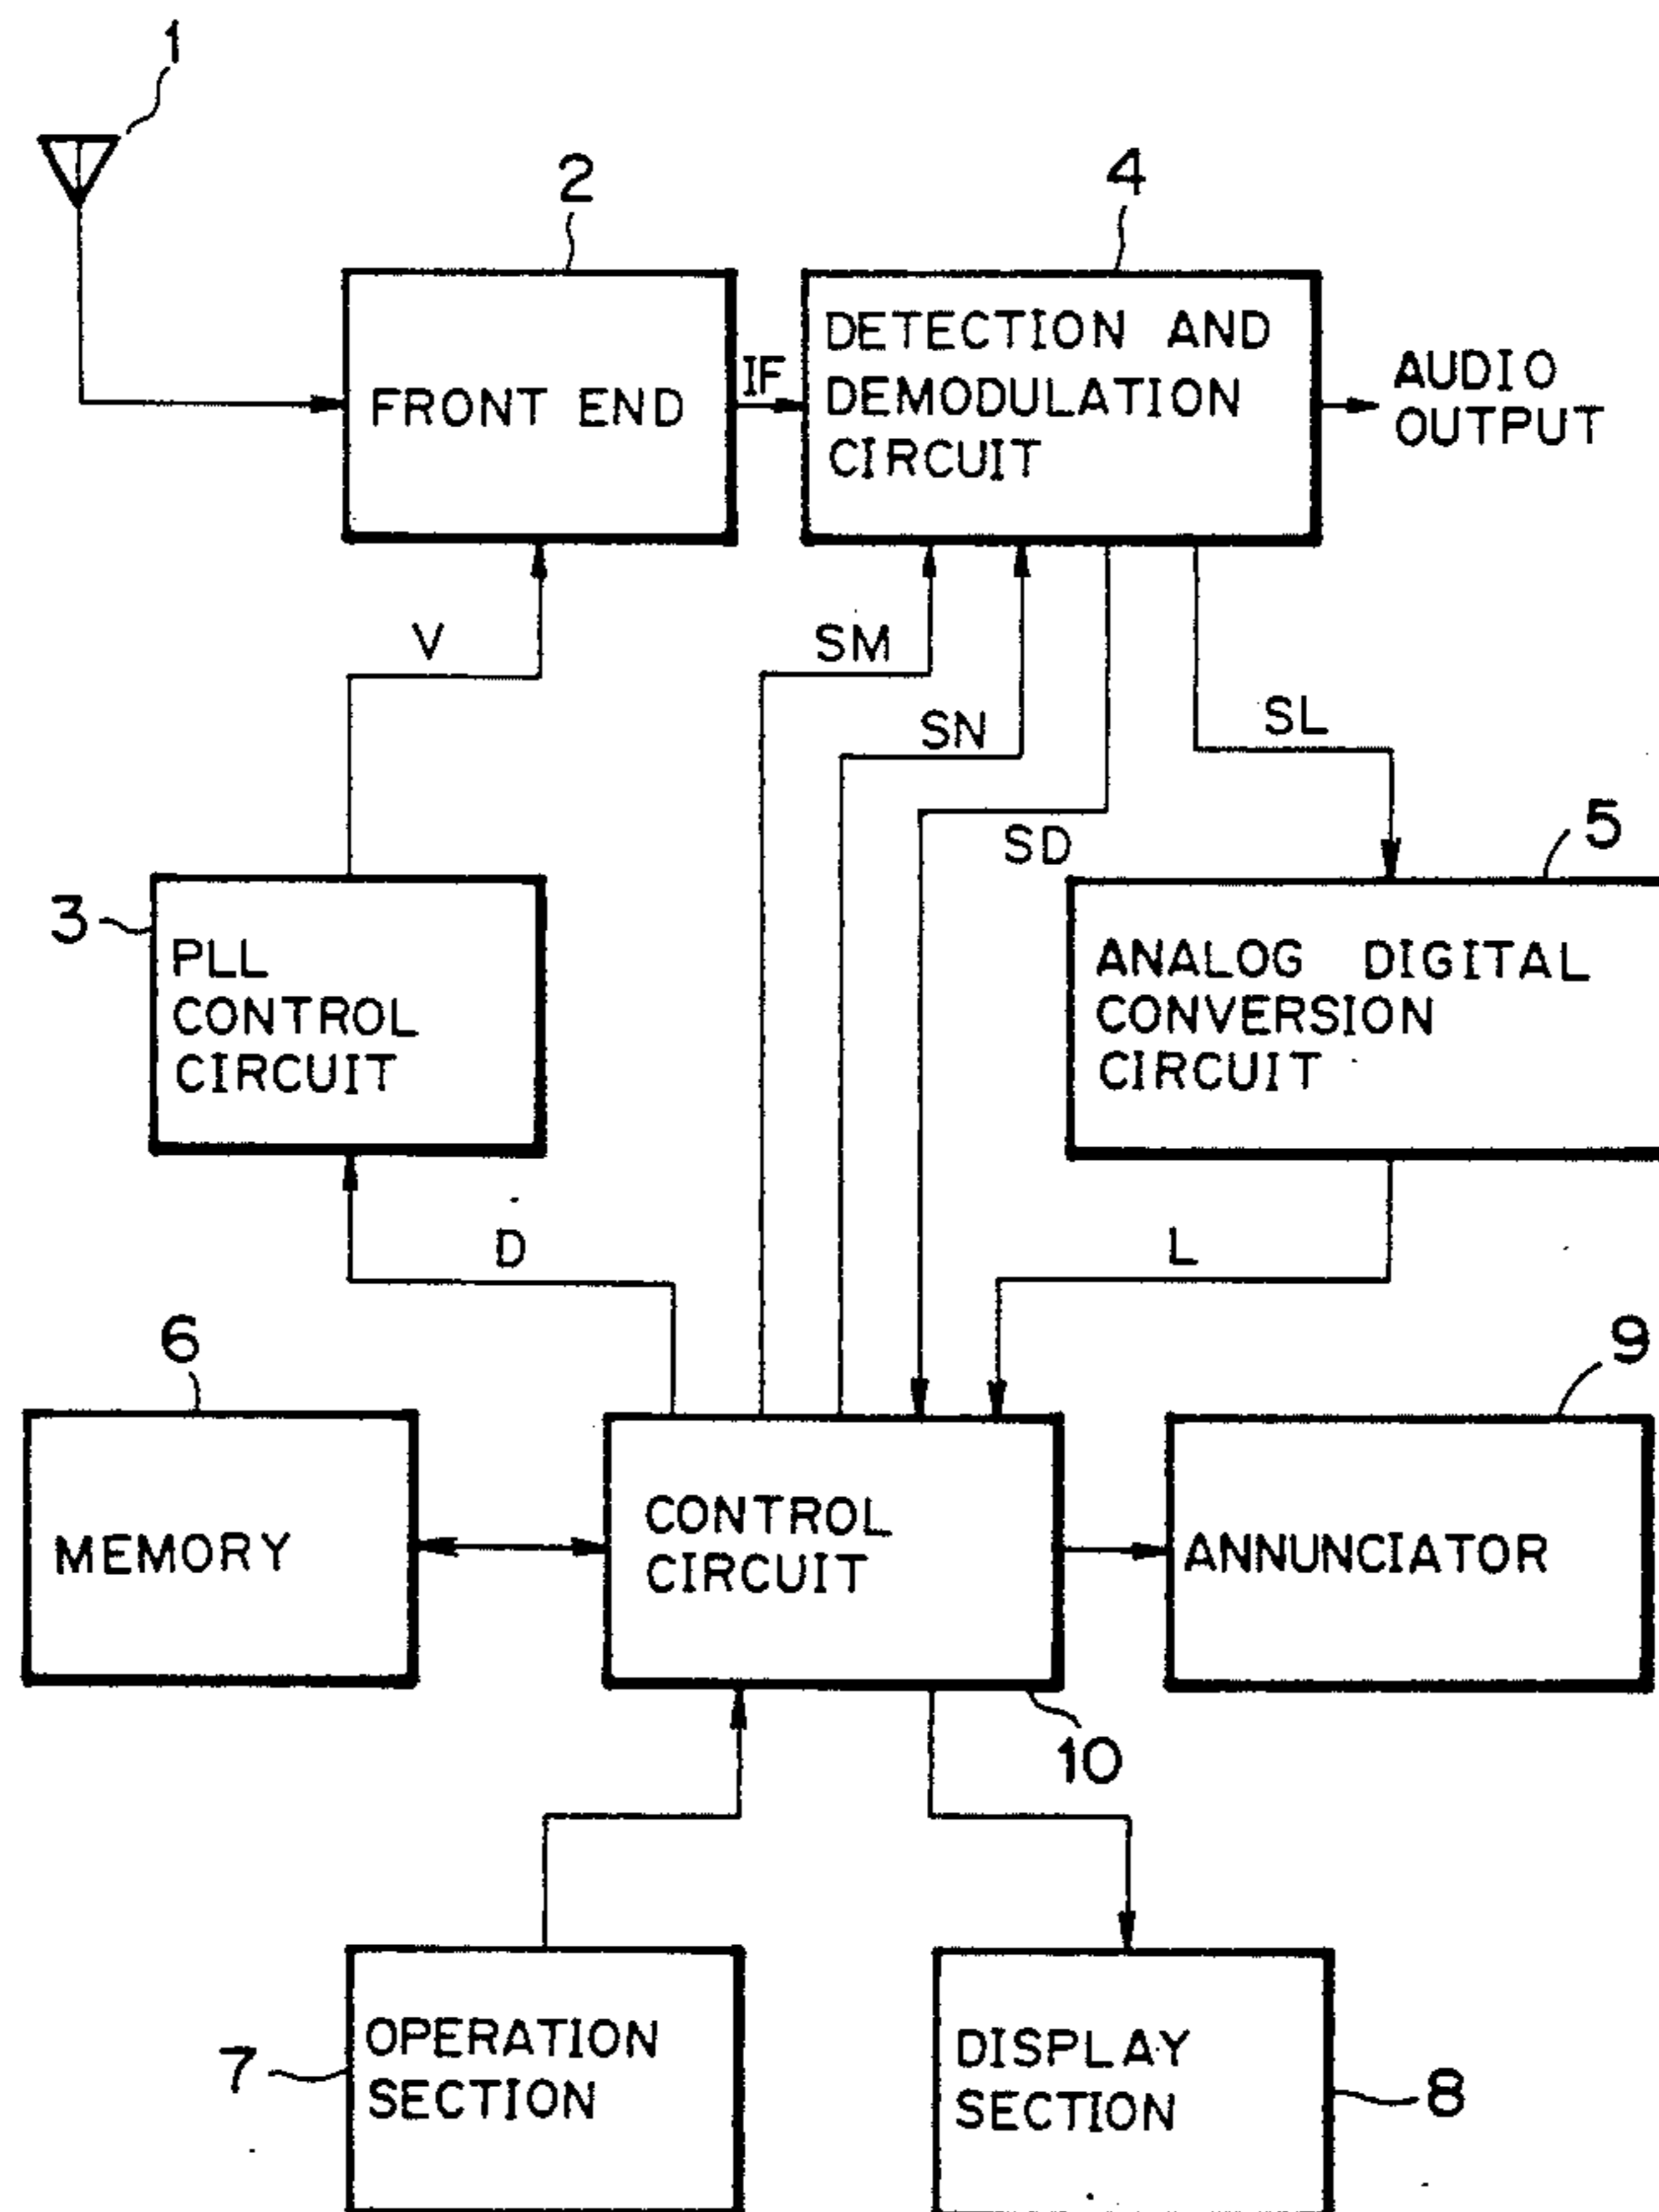 1
2
4
FRONT END
IF
DETECTION AND
DEMODULATION
CIRCUIT
AUDIO
OUTPUT
V
SM
SN
SL
SD
3
PLL
CONTROL
CIRCUIT
5
ANALOG DIGITAL
CONVERSION
CIRCUIT
D
L
6
9
MEMORY
CONTROL
CIRCUIT
ANNUNCIATOR
10
7
OPERATION
SECTION
DISPLAY
SECTION
8